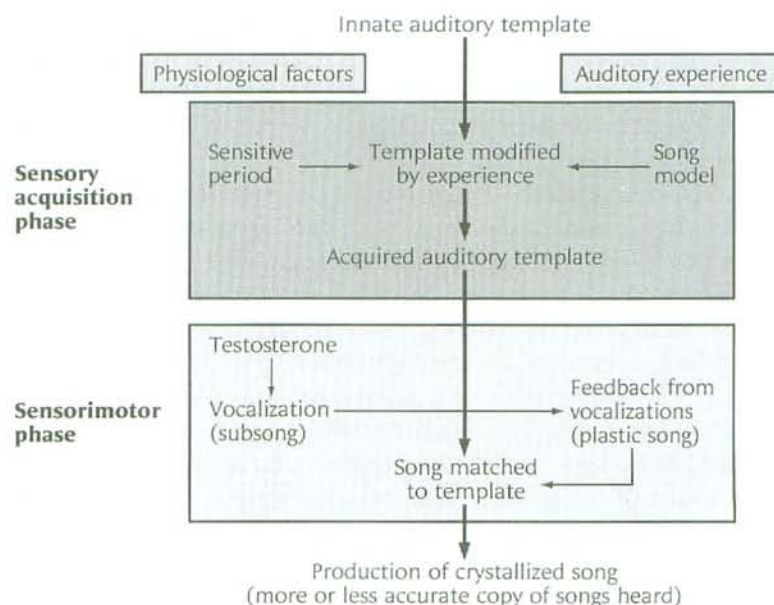 Innate auditory template
Physiological factors
Auditory experience
Sensory
acquisition
phase
Sensitive
period
Template modified
by experience
Song
model
Acquired auditory template
Sensorimotor
phase
Testosterone
Vocalization
(subsong)
Feedback from
vocalizations
(plastic song)
Song matched
to template
Production of crystallized song
(more or less accurate copy of songs heard)